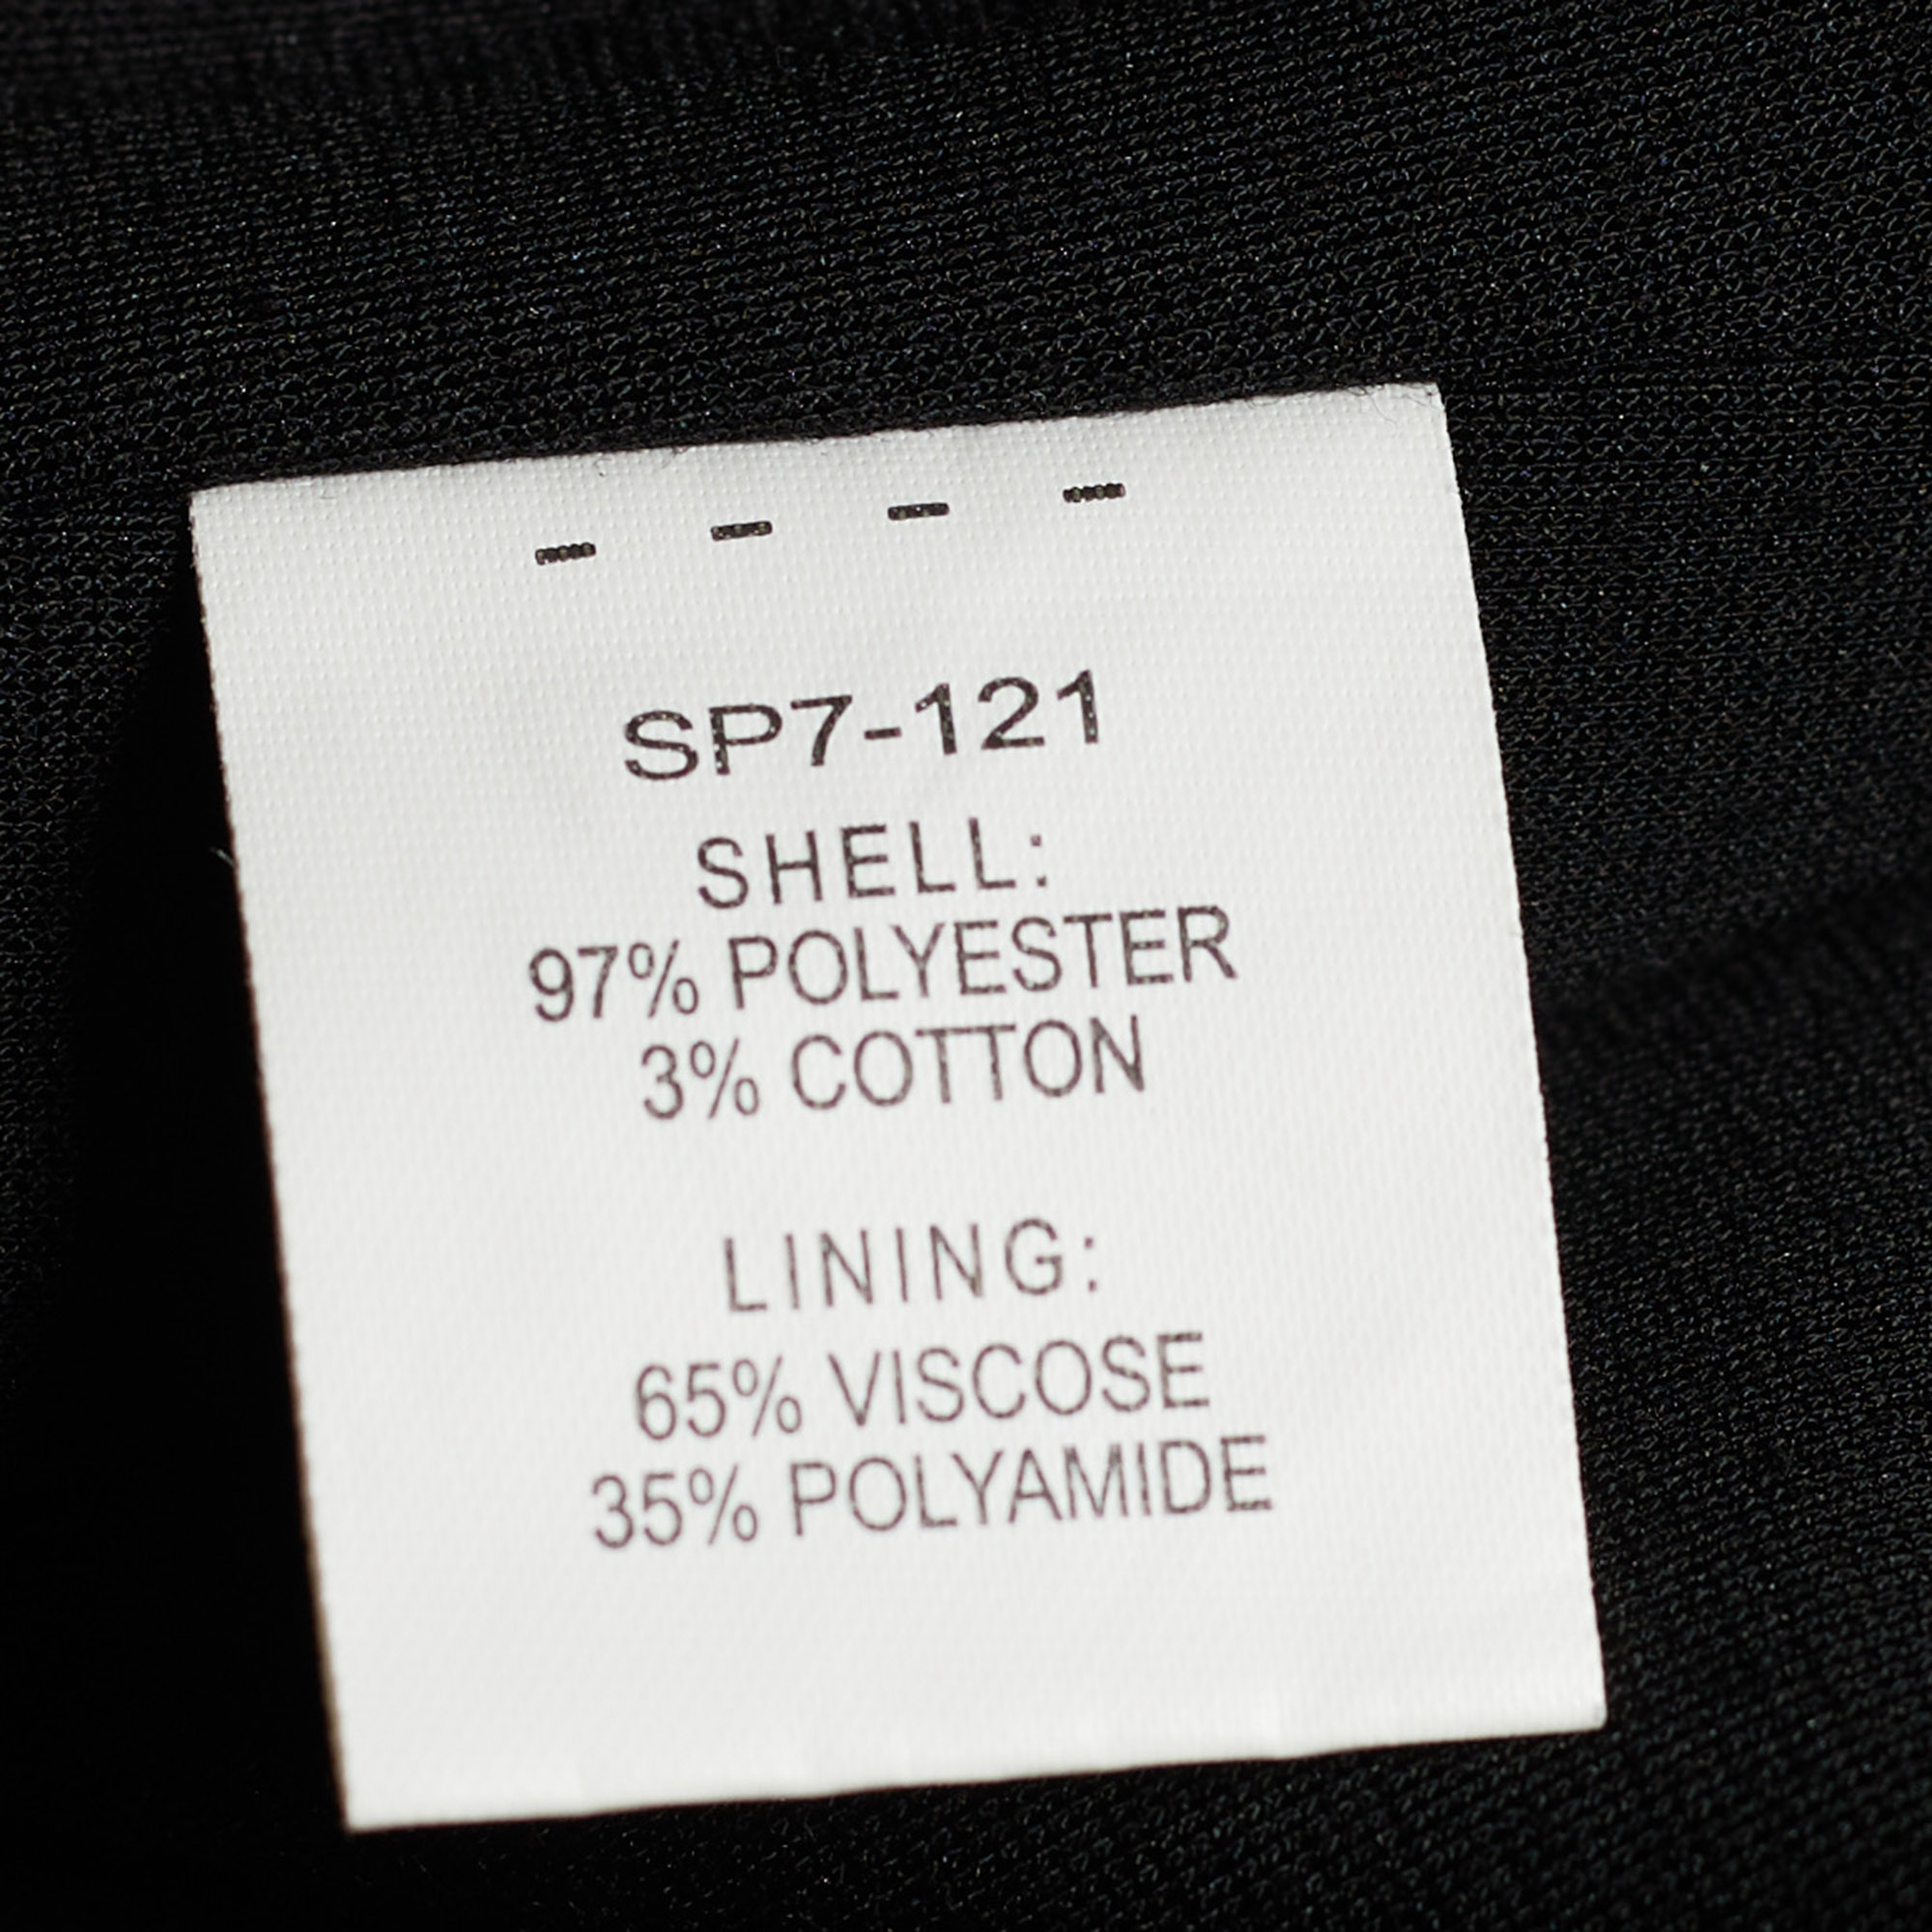 - - - -
SP7-121
SHELL:
97% POLYESTER
3% COTTON
LINING:
65% VISCOSE
35% POLYAMIDE